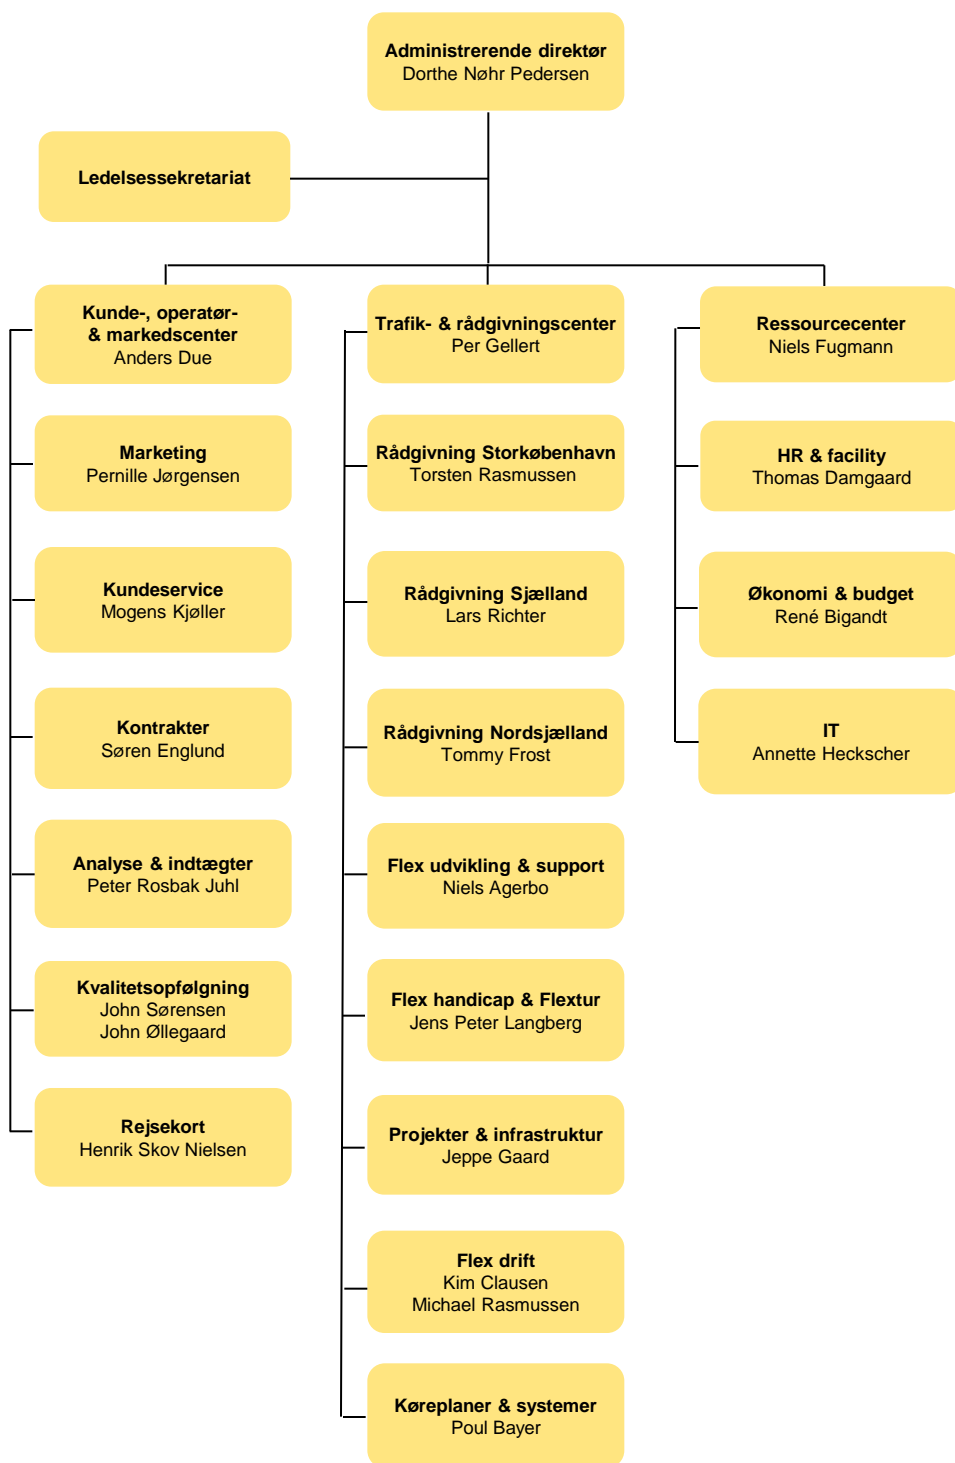 Administrerende direktør
Dorthe Nøhr Pedersen
Ledelsessekretariat
Kunde-, operatør-
& markedscenter
Anders Due
Marketing
Pernille Jørgensen
Kundeservice
Mogens Kjøller
Kontrakter
Søren Englund
Analyse & indtægter
Peter Rosbak Juhl
Kvalitetsopfølgning
John Sørensen
John Øllegaard
Rejsekort
Henrik Skov Nielsen
Trafik- & rådgivningscenter
Per Gellert
Rådgivning Storkøbenhavn
Torsten Rasmussen
Rådgivning Sjælland
Lars Richter
Rådgivning Nordsjælland
Tommy Frost
Flex udvikling & support
Niels Agerbo
Flex handicap & Flextur
Jens Peter Langberg
Projekter & infrastruktur
Jeppe Gaard
Flex drift
Kim Clausen
Michael Rasmussen
Køreplaner & systemer
Poul Bayer
Ressourcecenter
Niels Fugmann
HR & facility
Thomas Damgaard
Økonomi & budget
René Bigandt
IT
Annette Heckscher